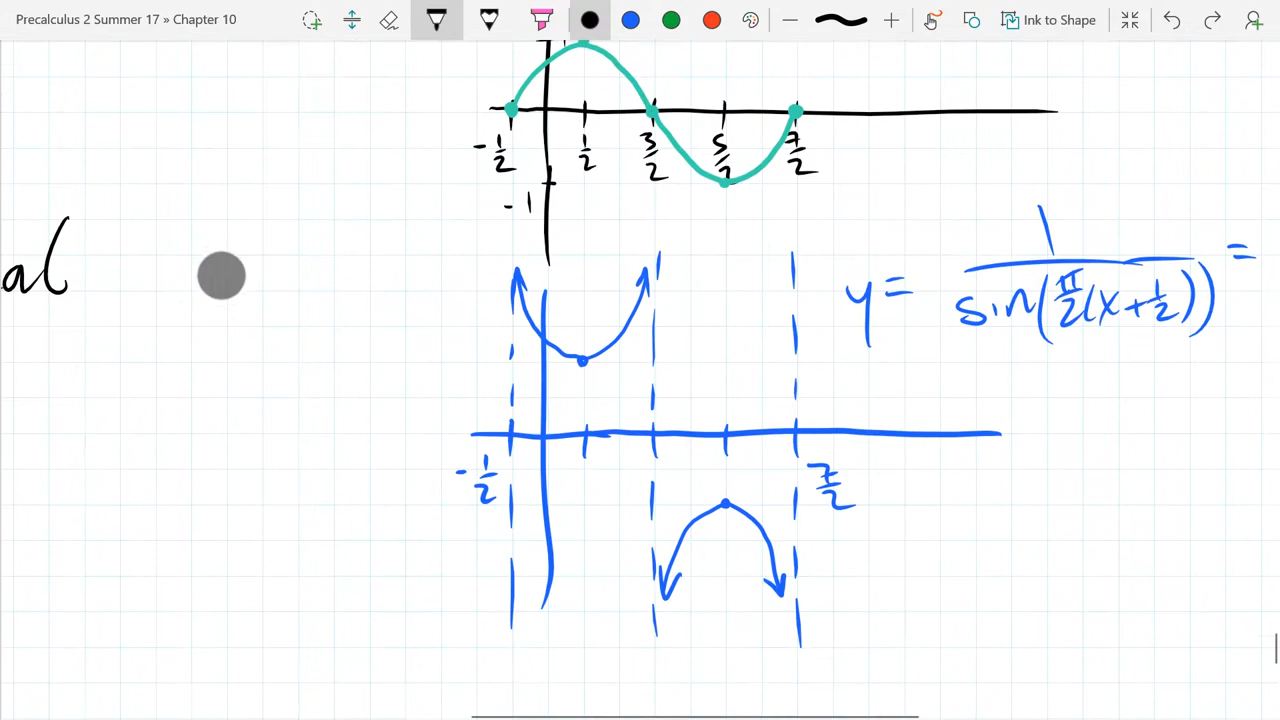 Precalculus 2 Summer 17 » Chapter 10
Ink to Shape
-1/2 1/2 3/2 5/2 7/2
-1
al
y = 1/sin(π/2(x+1/2)) =
-1/2 7/2